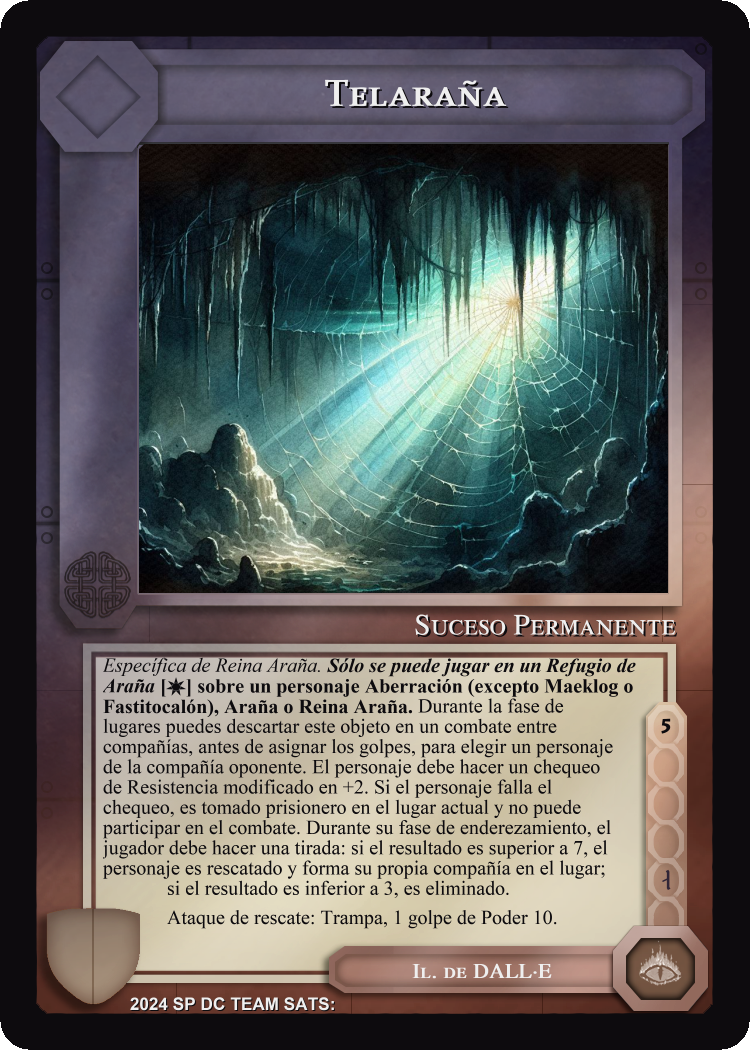 Telaraña
Suceso Permanente
Específica de Reina Araña. Sólo se puede jugar en un Refugio de
Araña [✷] sobre un personaje Aberración (excepto Maeklog o
Fastitocalón), Araña o Reina Araña. Durante la fase de
lugares puedes descartar este objeto en un combate entre
compañías, antes de asignar los golpes, para elegir un personaje
de la compañía oponente. El personaje debe hacer un chequeo
de Resistencia modificado en +2. Si el personaje falla el
chequeo, es tomado prisionero en el lugar actual y no puede
participar en el combate. Durante su fase de enderezamiento, el
jugador debe hacer una tirada: si el resultado es superior a 7, el
personaje es rescatado y forma su propia compañía en el lugar;
si el resultado es inferior a 3, es eliminado.
Ataque de rescate: Trampa, 1 golpe de Poder 10.
5
Il. de DALL·E
2024 SP DC TEAM SATS: